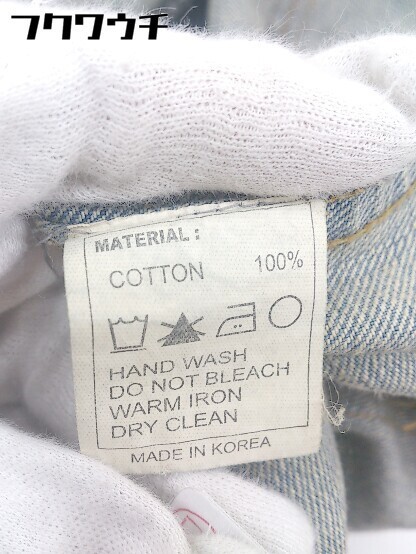 フクワウチ
MATERIAL:
COTTON 100%
HAND WASH
DO NOT BLEACH
WARM IRON
DRY CLEAN
MADE IN KOREA